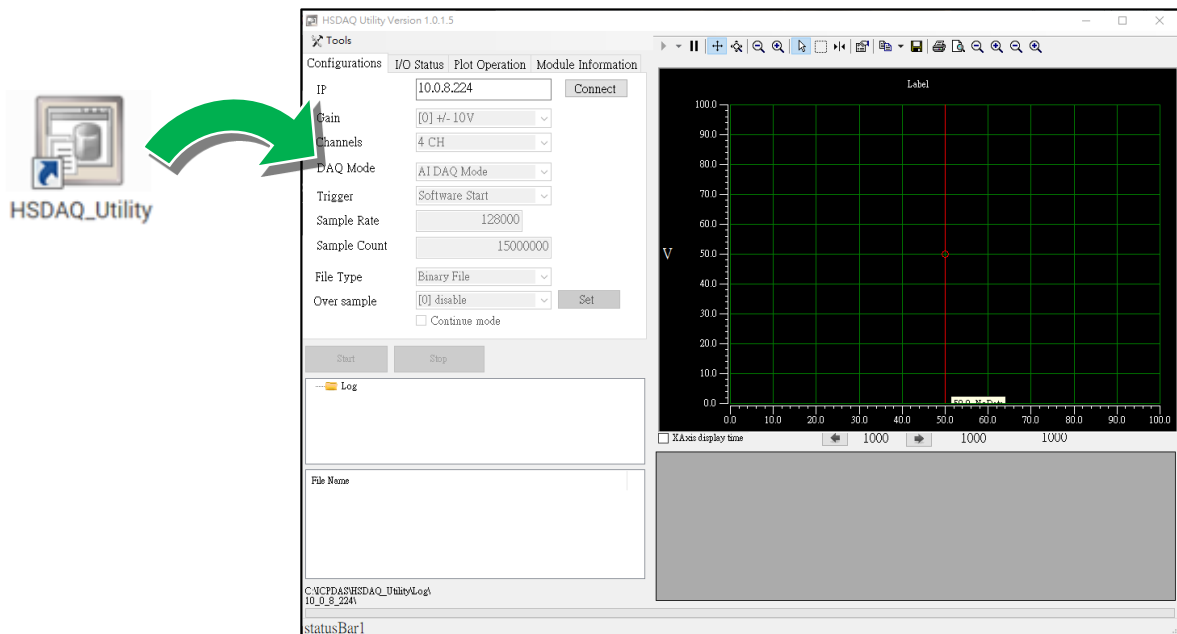 HSDAQ_Utility
HSDAQ Utility Version 1.0.1.5
Tools
Configurations I/O Status Plot Operation Module Information
IP 10.0.8.224 Connect
Gain [0] +/- 10V
Channels 4 CH
DAQ Mode AI DAQ Mode
Trigger Software Start
Sample Rate 128000
Sample Count 15000000
File Type Binary File
Over sample [0] disable Set
Continue mode
Start Stop
Log
File Name
C:\ICPDAS\HSDAQ_Utility\Log\
10_0_8_224\
statusBar1
Label
100.0
90.0
80.0
70.0
60.0
V 50.0
40.0
30.0
20.0
10.0
0.0
0.0 10.0 20.0 30.0 40.0 50.0 60.0 70.0 80.0 90.0 100.0
XAxis display time 1000 1000 1000